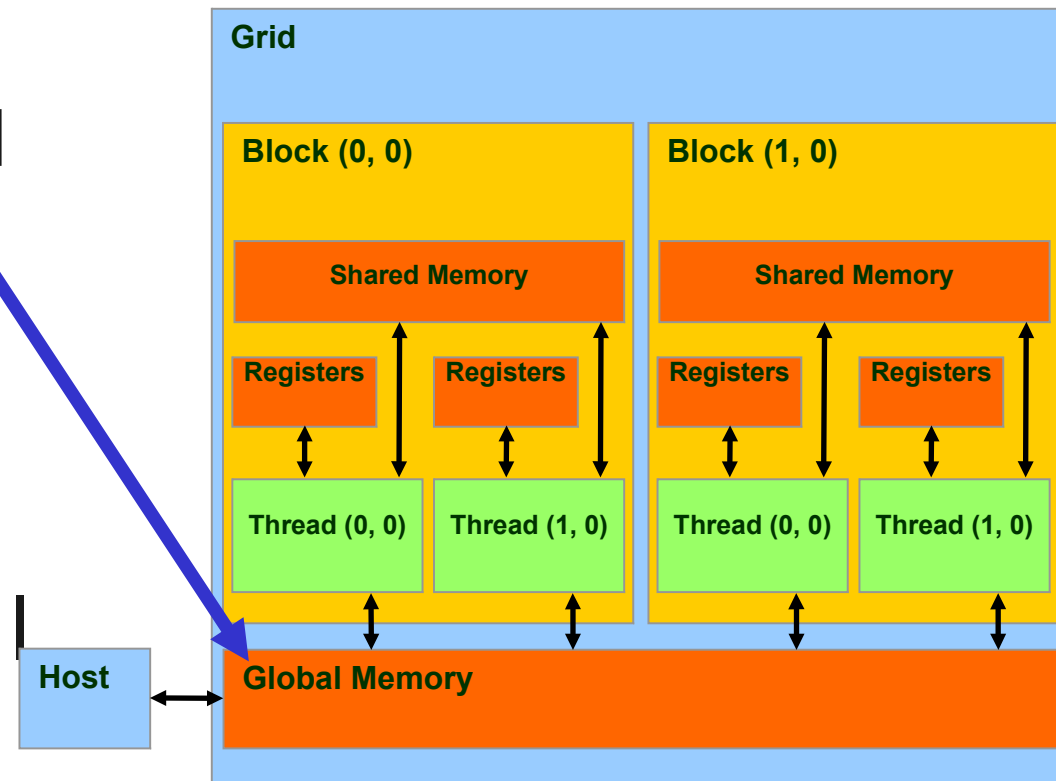 Grid
Block (0, 0)
Block (1, 0)
Shared Memory
Shared Memory
Registers
Registers
Registers
Registers
Thread (0, 0)
Thread (1, 0)
Thread (0, 0)
Thread (1, 0)
Host
Global Memory